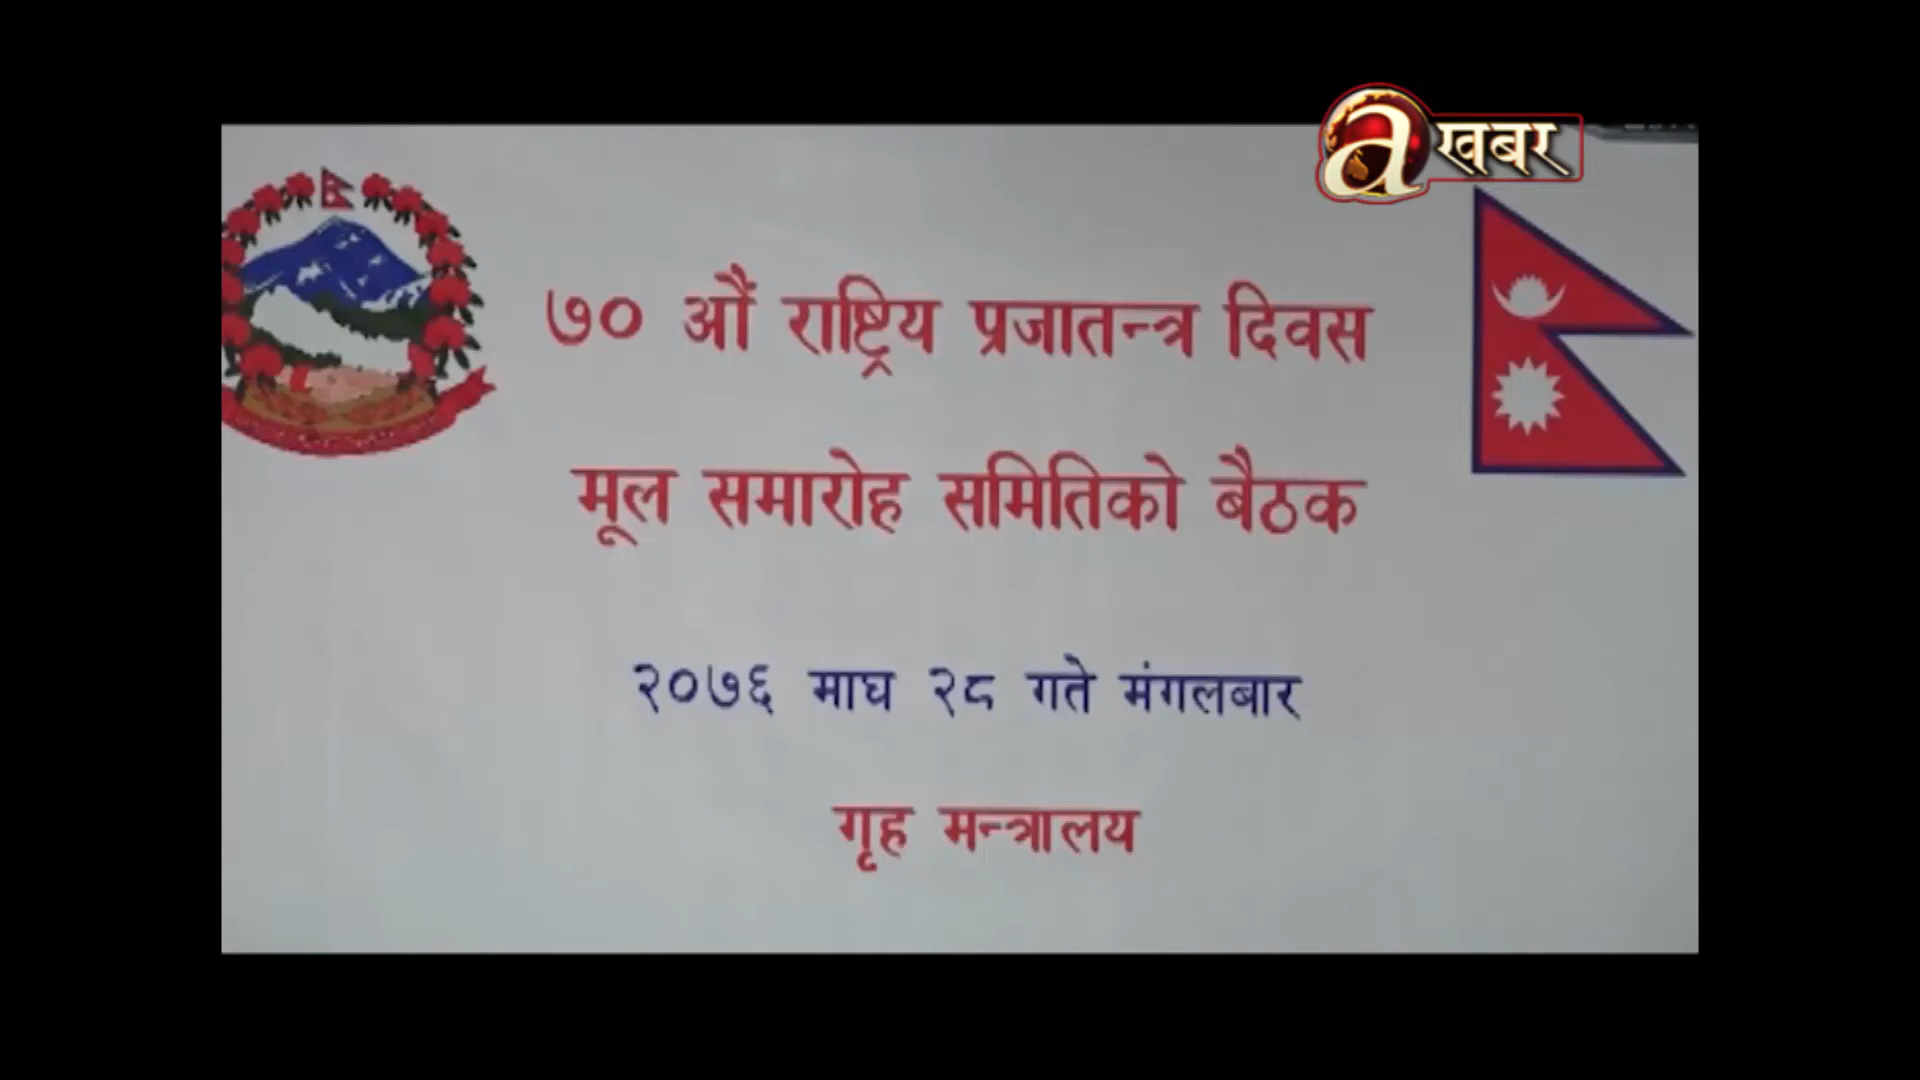 a खबर
७० औं राष्ट्रिय प्रजातन्त्र दिवस
मूल समारोह समितिको बैठक
२०७६ माघ २८ गते मंगलबार
गृह मन्त्रालय